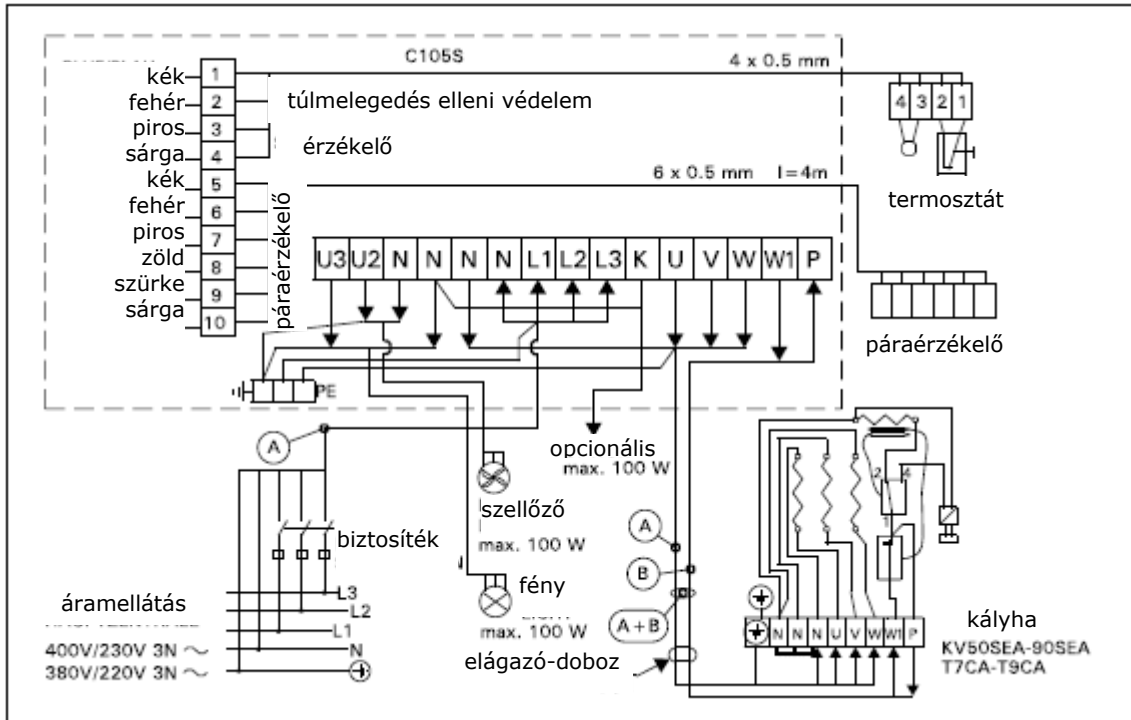 C105S
4 x 0.5 mm
kék 1
fehér 2
piros 3
sárga 4
kék 5
fehér 6
piros 7
zöld 8
szürke 9
sárga 10
túlmelegedés elleni védelem
érzékelő
páraérzékelő
4 3 2 1
termosztát
6 x 0.5 mm l=4m
páraérzékelő
U3 U2 N N N N L1 L2 L3 K U V W W1 P
PE
A
opcionális
max. 100 W
szellőző
max. 100 W
fény
max. 100 W
elágazó-doboz
biztosíték
áramellátás
L3
L2
L1
400V/230V 3N ~ N
380V/220V 3N ~
A
B
A+B
2 4
1
N N N U V W W1 P
kályha
KV50SEA-90SEA
T7CA-T9CA